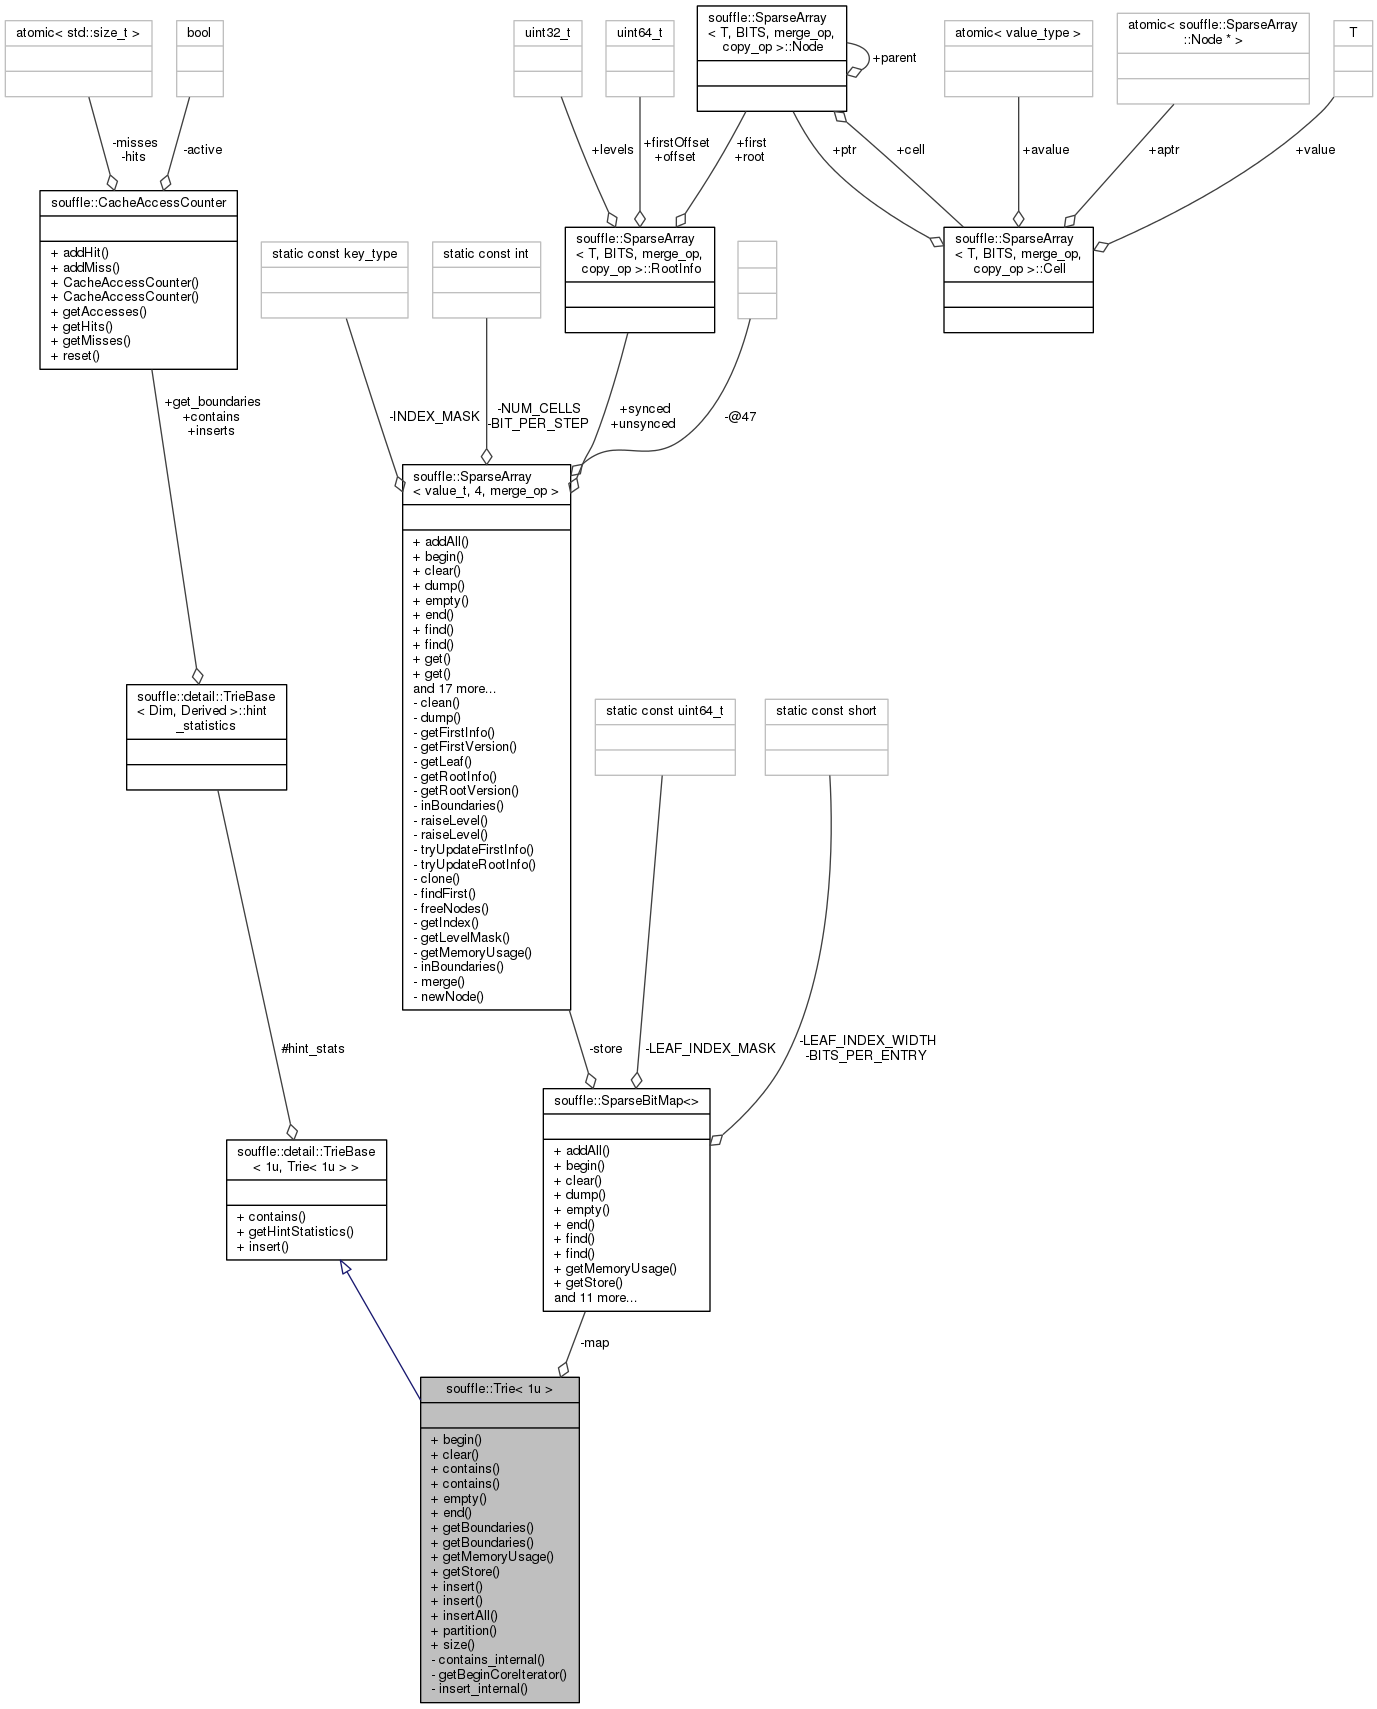 atomic< std::size_t >
bool
uint32_t
uint64_t
souffle::SparseArray
< T, BITS, merge_op,
copy_op >::Node
+parent
atomic< value_type >
atomic< souffle::SparseArray
::Node * >
T
-misses
-hits
-active
+levels
+firstOffset
+offset
+first
+root
+ptr
+cell
+avalue
+aptr
+value
souffle::CacheAccessCounter
+ addHit()
+ addMiss()
+ CacheAccessCounter()
+ CacheAccessCounter()
+ getAccesses()
+ getHits()
+ getMisses()
+ reset()
static const key_type
static const int
souffle::SparseArray
< T, BITS, merge_op,
copy_op >::RootInfo
souffle::SparseArray
< T, BITS, merge_op,
copy_op >::Cell
+get_boundaries
+contains
+inserts
-INDEX_MASK
-NUM_CELLS
-BIT_PER_STEP
+synced
+unsynced
-@47
souffle::SparseArray
< value_t, 4, merge_op >
+ addAll()
+ begin()
+ clear()
+ dump()
+ empty()
+ end()
+ find()
+ find()
+ get()
+ get()
and 17 more...
- clean()
- dump()
- getFirstInfo()
- getFirstVersion()
- getLeaf()
- getRootInfo()
- getRootVersion()
- inBoundaries()
- raiseLevel()
- raiseLevel()
- tryUpdateFirstInfo()
- tryUpdateRootInfo()
- clone()
- findFirst()
- freeNodes()
- getIndex()
- getLevelMask()
- getMemoryUsage()
- inBoundaries()
- merge()
- newNode()
souffle::detail::TrieBase
< Dim, Derived >::hint
_statistics
static const uint64_t
static const short
#hint_stats
-store
-LEAF_INDEX_MASK
-LEAF_INDEX_WIDTH
-BITS_PER_ENTRY
souffle::SparseBitMap<>
+ addAll()
+ begin()
+ clear()
+ dump()
+ empty()
+ end()
+ find()
+ find()
+ getMemoryUsage()
+ getStore()
and 11 more...
souffle::detail::TrieBase
< 1u, Trie< 1u > >
+ contains()
+ getHintStatistics()
+ insert()
-map
souffle::Trie< 1u >
+ begin()
+ clear()
+ contains()
+ contains()
+ empty()
+ end()
+ getBoundaries()
+ getBoundaries()
+ getMemoryUsage()
+ getStore()
+ insert()
+ insert()
+ insertAll()
+ partition()
+ size()
- contains_internal()
- getBeginCoreIterator()
- insert_internal()